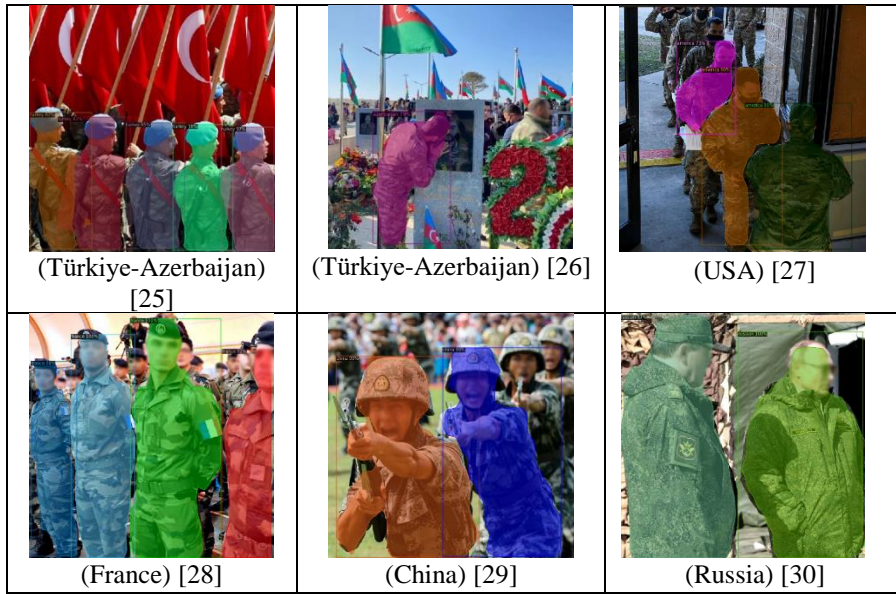 (Türkiye-Azerbaijan)
[25]
(Türkiye-Azerbaijan) [26]
(USA) [27]
(France) [28]
(China) [29]
(Russia) [30]